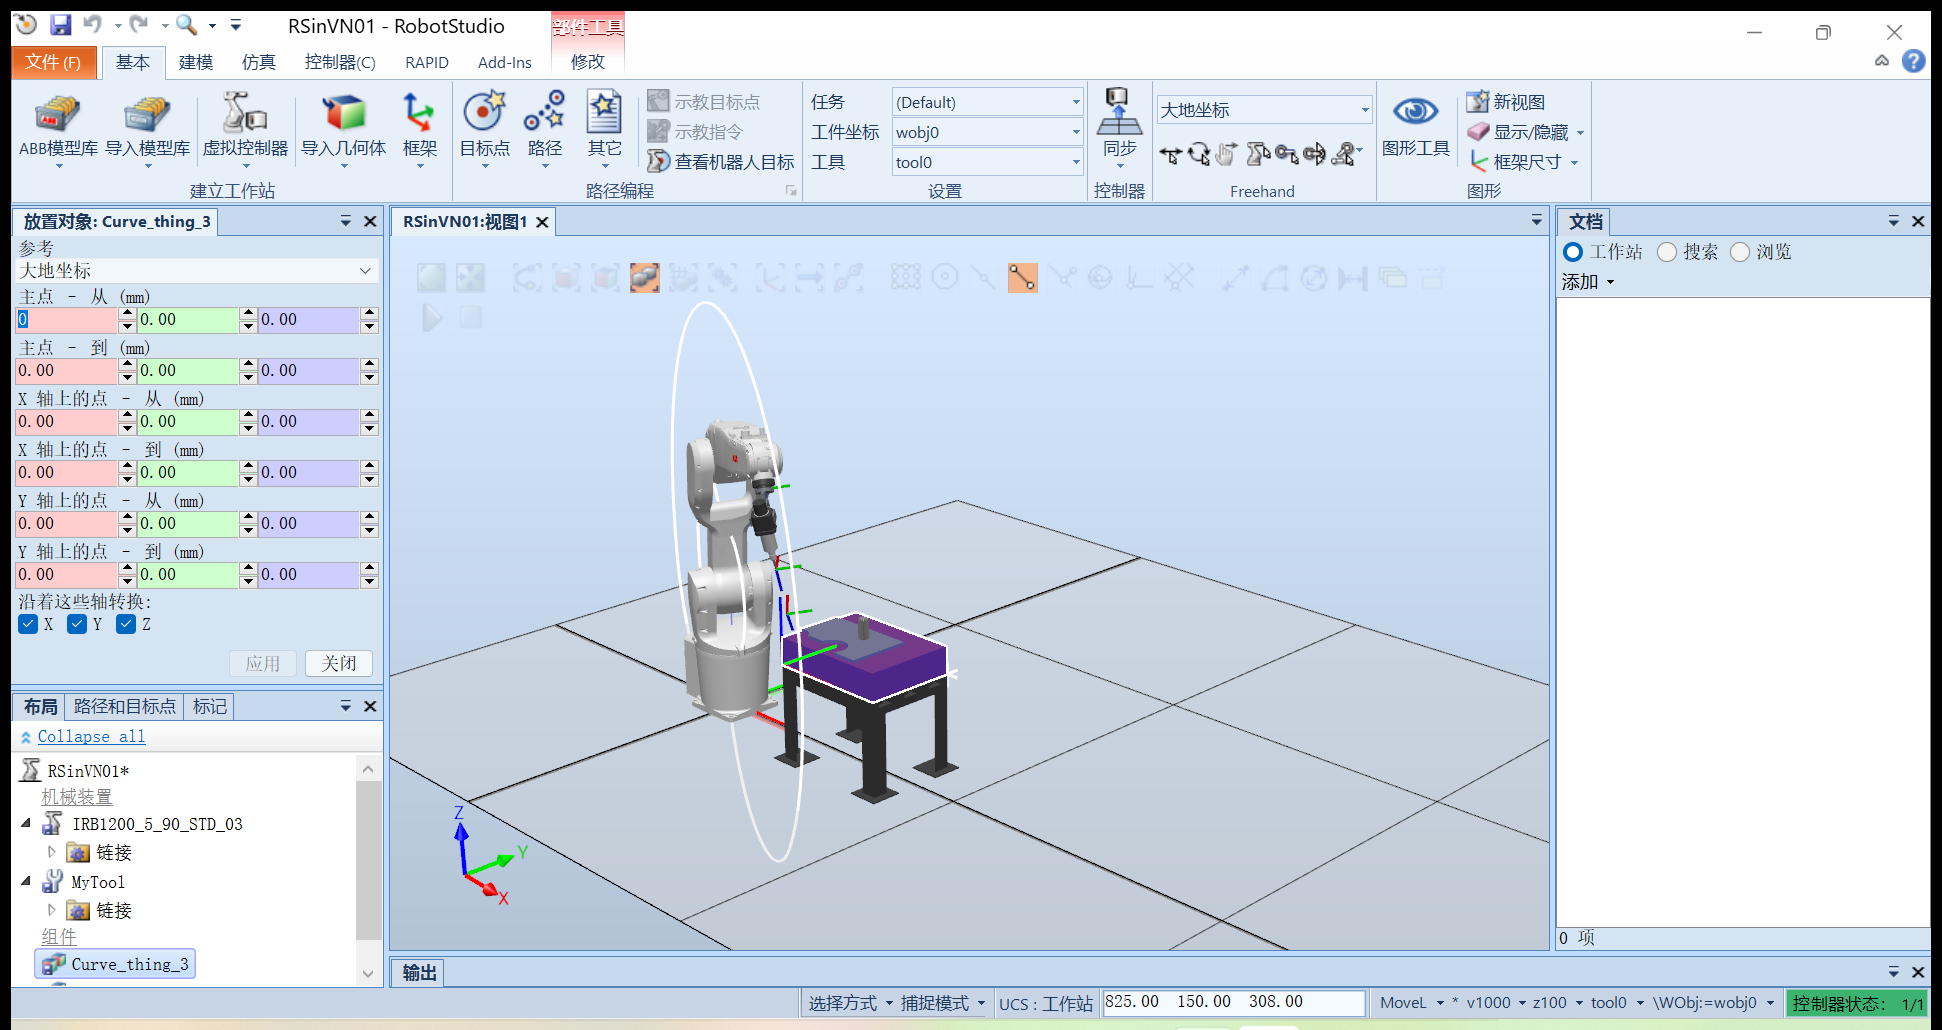 RSinVN01 - RobotStudio
部件工具
文件 (F)
基本
建模
仿真
控制器(C)
RAPID
Add-Ins
修改
ABB模型库
导入模型库
虚拟控制器
导入几何体
框架
建立工作站
目标点
路径
其它
示教目标点
示教指令
查看机器人目标
路径编程
任务 (Default)
工件坐标 wobj0
工具 tool0
设置
同步
控制器
大地坐标
Freehand
图形工具
新视图
显示/隐藏
框架尺寸
图形
放置对象: Curve_thing_3
参考
大地坐标
主点 - 从 (mm)
0 0.00 0.00
主点 - 到 (mm)
0.00 0.00 0.00
X 轴上的点 - 从 (mm)
0.00 0.00 0.00
X 轴上的点 - 到 (mm)
0.00 0.00 0.00
Y 轴上的点 - 从 (mm)
0.00 0.00 0.00
Y 轴上的点 - 到 (mm)
0.00 0.00 0.00
沿着这些轴转换:
X Y Z
应用 关闭
布局 路径和目标点 标记
Collapse all
RSinVN01*
机械装置
IRB1200_5_90_STD_03
链接
MyTool
链接
组件
Curve_thing_3
RSinVN01:视图1
Z
Y
X
文档
工作站 搜索 浏览
添加
0 项
输出
选择方式 捕捉模式 UCS : 工作站 825.00 150.00 308.00 MoveL * v1000 z100 tool0 \WObj:=wobj0 控制器状态: 1/1